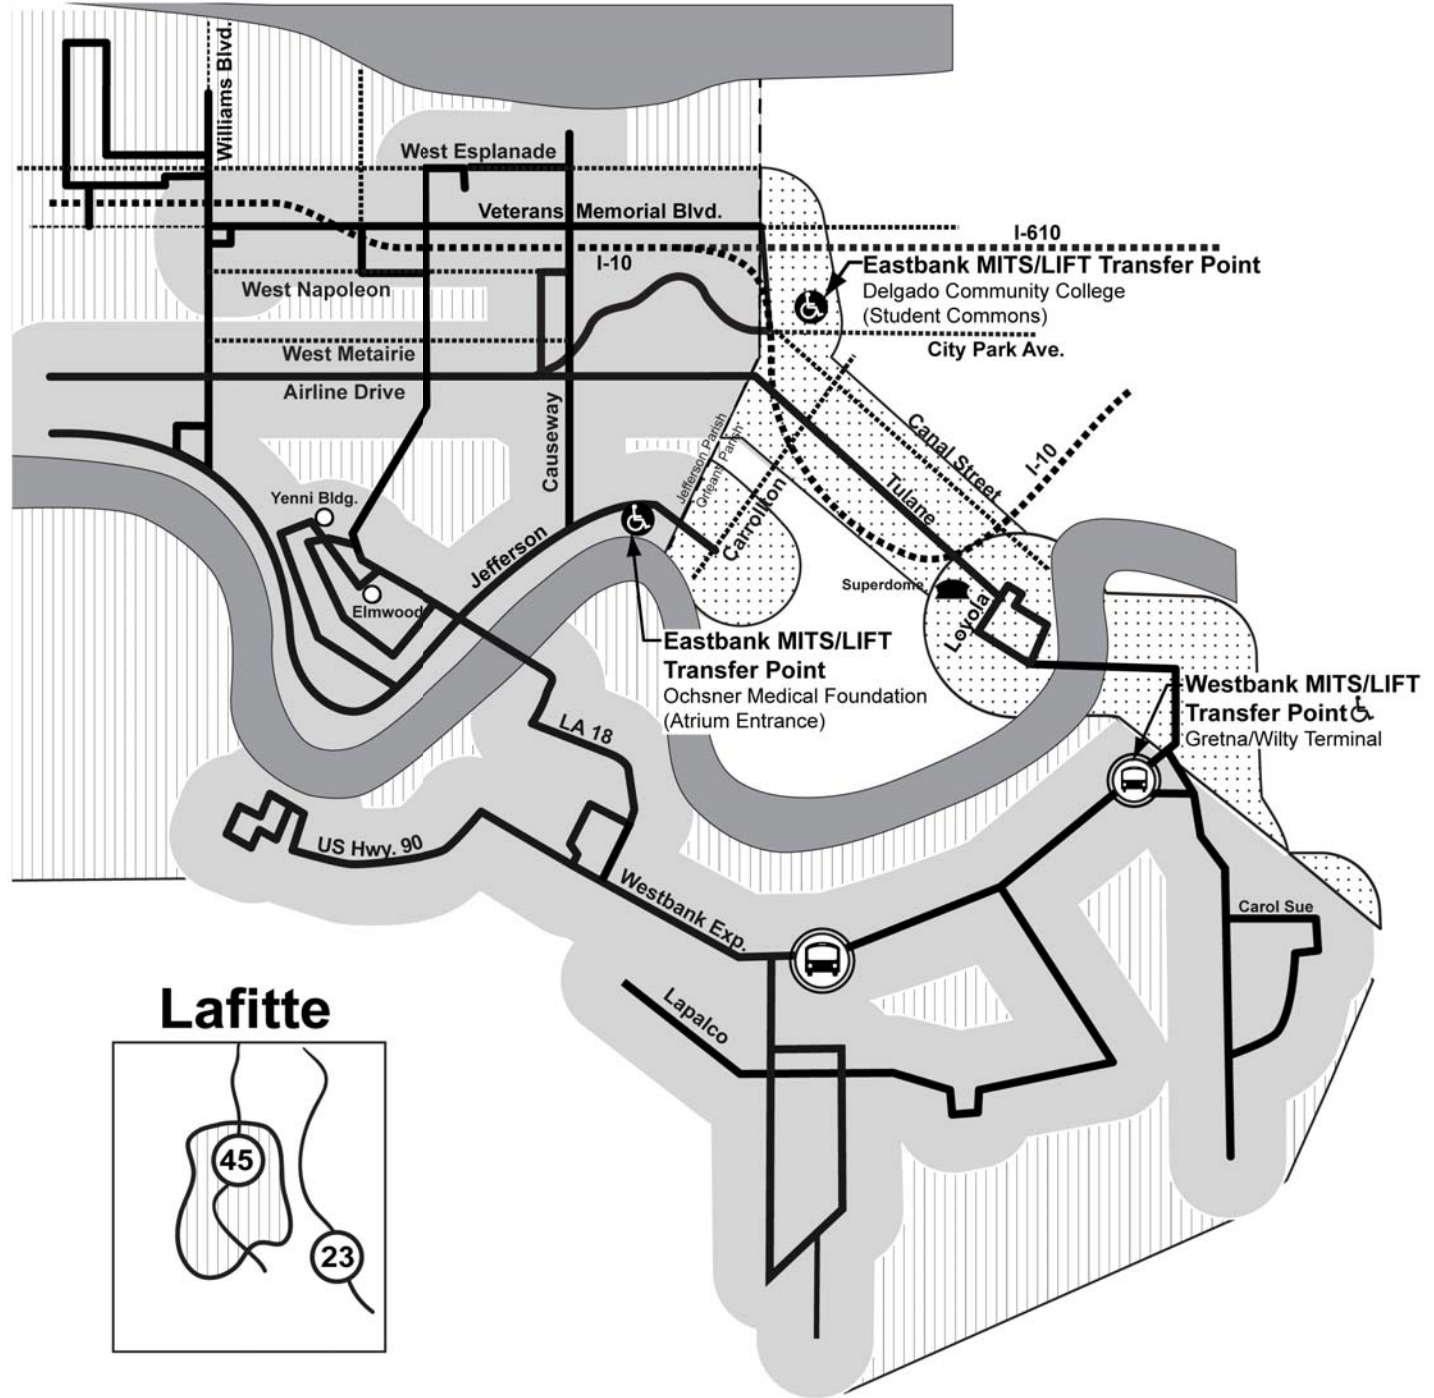 Williams Blvd.
West Esplanade
Veterans Memorial Blvd.
I-610
I-10
Eastbank MITS/LIFT Transfer Point
Delgado Community College
(Student Commons)
West Napoleon
City Park Ave.
West Metairie
Airline Drive
Causeway
Jefferson Parish
Orleans Parish
Canal Street
I-10
Tulane
Carrollton
Yenni Bldg.
Jefferson
Elmwood
Superdome
Loyola
Eastbank MITS/LIFT
Transfer Point
Ochsner Medical Foundation
(Atrium Entrance)
Westbank MITS/LIFT
Transfer Point
Gretna/Wilty Terminal
LA 18
US Hwy. 90
Westbank Exp.
Carol Sue
Lapalco
Lafitte
45
23